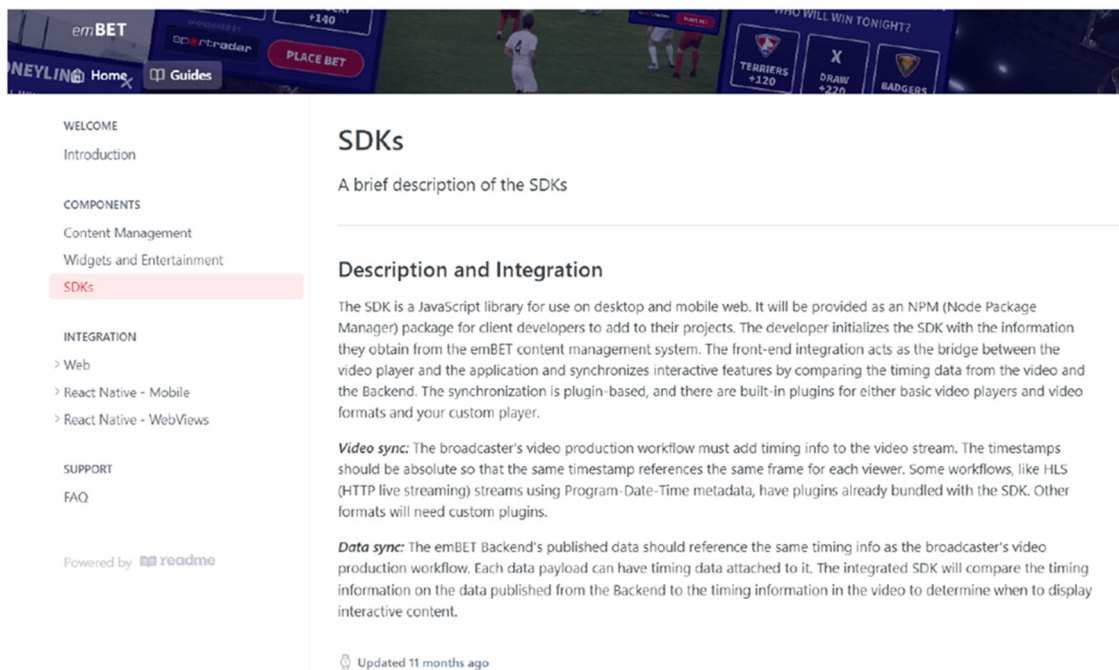 emBET
SPONSORED BY
sportradar
+140
PLACE BET
PLACE BET
WHO WILL WIN TONIGHT?
TERRIERS
+120
X
DRAW
+220
BADGERS
4
Home
Guides
WELCOME
Introduction
COMPONENTS
Content Management
Widgets and Entertainment
SDKs
INTEGRATION
Web
React Native - Mobile
React Native - WebViews
SUPPORT
FAQ
Powered by readme
SDKs
A brief description of the SDKs
Description and Integration
The SDK is a JavaScript library for use on desktop and mobile web. It will be provided as an NPM (Node Package
Manager) package for client developers to add to their projects. The developer initializes the SDK with the information
they obtain from the emBET content management system. The front-end integration acts as the bridge between the
video player and the application and synchronizes interactive features by comparing the timing data from the video and
the Backend. The synchronization is plugin-based, and there are built-in plugins for either basic video players and video
formats and your custom player.
Video sync: The broadcaster's video production workflow must add timing info to the video stream. The timestamps
should be absolute so that the same timestamp references the same frame for each viewer. Some workflows, like HLS
(HTTP live streaming) streams using Program-Date-Time metadata, have plugins already bundled with the SDK. Other
formats will need custom plugins.
Data sync: The emBET Backend's published data should reference the same timing info as the broadcaster's video
production workflow. Each data payload can have timing data attached to it. The integrated SDK will compare the timing
information on the data published from the Backend to the timing information in the video to determine when to display
interactive content.
Updated 11 months ago